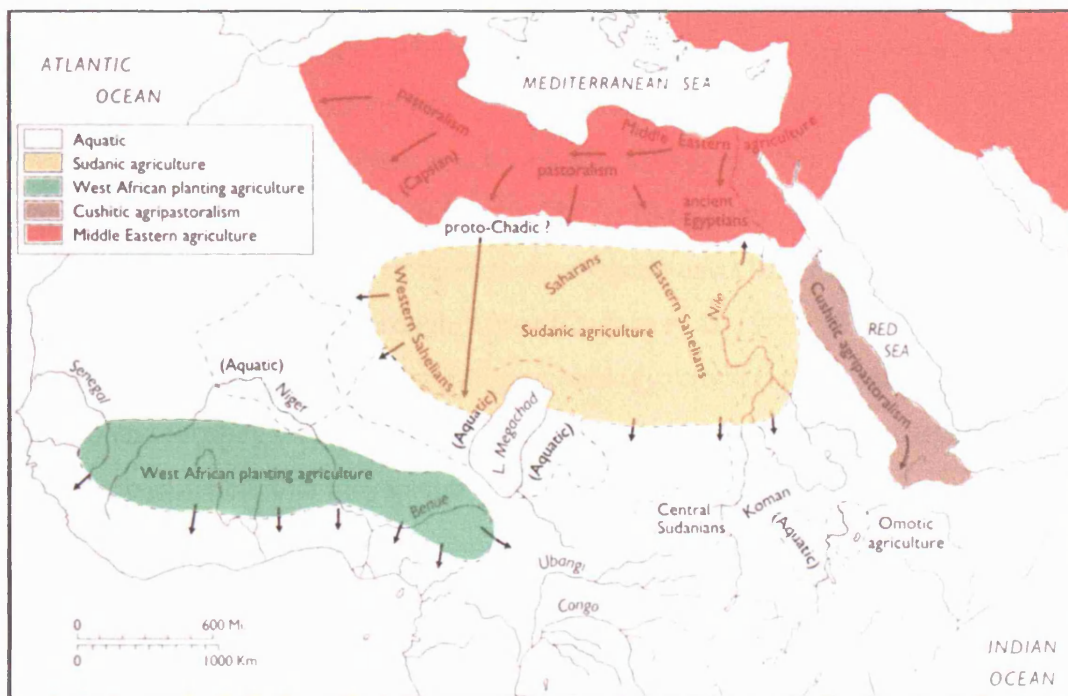 ATLANTIC
OCEAN
MEDITERRANEAN SEA
Aquatic
Sudanic agriculture
West African planting agriculture
Cushitic agripastoralism
Middle Eastern agriculture
pastoralism
(Capsian)
Middle Eastern agriculture
pastoralism
ancient
Egyptians
proto-Chadic ?
Western Sahelians
Saharans
Eastern Sahelians
Nile
Sudanic agriculture
Cushitic agripastoralism
RED
SEA
Senegal
(Aquatic)
Niger
(Aquatic)
L. Megachad
(Aquatic)
West African planting agriculture
Benue
Central
Sudanians
Koman
(Aquatic)
Omotic
agriculture
Ubangi
Congo
0 600 Mi.
0 1000 Km
INDIAN
OCEAN